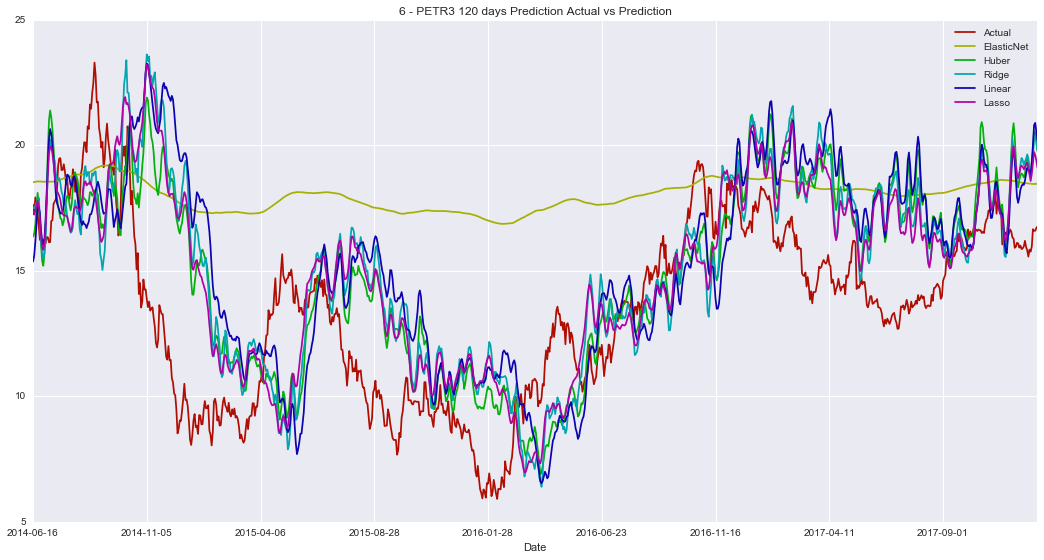 6 - PETR3 120 days Prediction Actual vs Prediction
25
20
15
10
5
Actual
ElasticNet
Huber
Ridge
Linear
Lasso
2014-06-16 2014-11-05 2015-04-06 2015-08-28 2016-01-28 2016-06-23 2016-11-16 2017-04-11 2017-09-01
Date